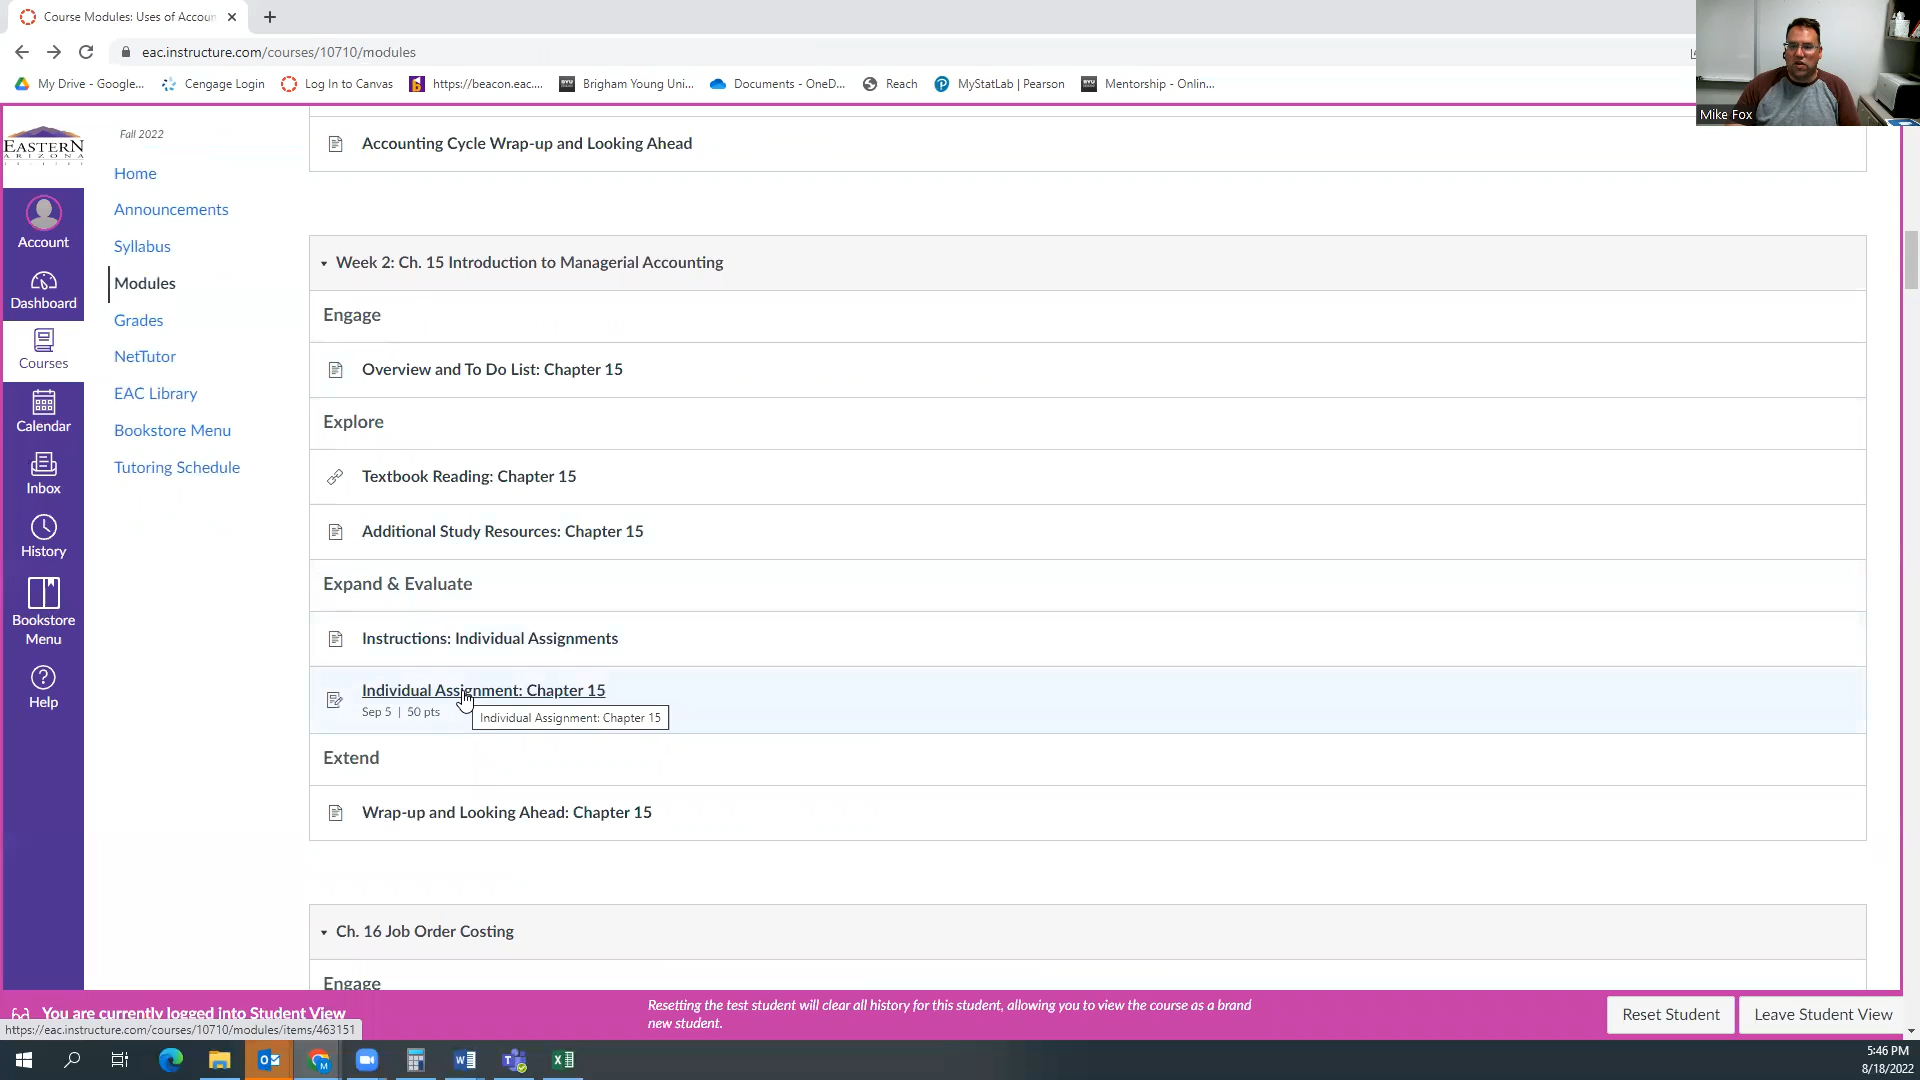 Course Modules: Uses of Accoun
eac.instructure.com/courses/10710/modules
My Drive - Google...
Cengage Login
Log In to Canvas
https://beacon.eac....
Brigham Young Uni...
Documents - OneD...
Reach
MyStatLab | Pearson
Mentorship - Onlin...
Mike Fox
EASTERN
ARIZONA
Account
Dashboard
Courses
Calendar
Inbox
History
Bookstore
Menu
Help
Fall 2022
Home
Announcements
Syllabus
Modules
Grades
NetTutor
EAC Library
Bookstore Menu
Tutoring Schedule
Accounting Cycle Wrap-up and Looking Ahead
Week 2: Ch. 15 Introduction to Managerial Accounting
Engage
Overview and To Do List: Chapter 15
Explore
Textbook Reading: Chapter 15
Additional Study Resources: Chapter 15
Expand & Evaluate
Instructions: Individual Assignments
Individual Assignment: Chapter 15
Sep 5 | 50 pts
Individual Assignment: Chapter 15
Extend
Wrap-up and Looking Ahead: Chapter 15
Ch. 16 Job Order Costing
Engage
You are currently logged into Student View
https://eac.instructure.com/courses/10710/modules/items/463151
Resetting the test student will clear all history for this student, allowing you to view the course as a brand
new student.
Reset Student
Leave Student View
5:46 PM
8/18/2022